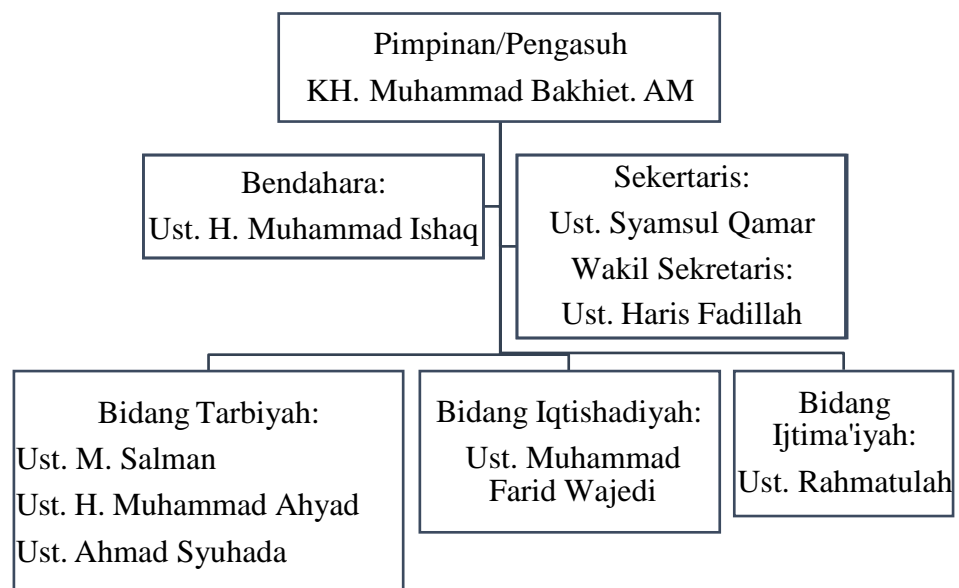 Pimpinan/Pengasuh
KH. Muhammad Bakhiet. AM
Bendahara:
Ust. H. Muhammad Ishaq
Sekertaris:
Ust. Syamsul Qamar
Wakil Sekretaris:
Ust. Haris Fadillah
Bidang Tarbiyah:
Ust. M. Salman
Ust. H. Muhammad Ahyad
Ust. Ahmad Syuhada
Bidang Iqtishadiyah:
Ust. Muhammad
Farid Wajedi
Bidang
Ijtima'iyah:
Ust. Rahmatulah